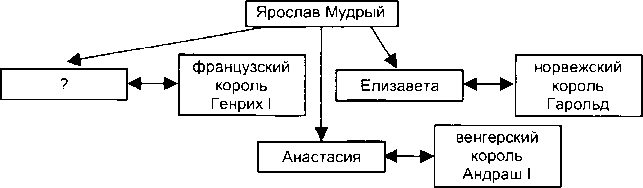 Ярослав Мудрый
?
французский
король
Генрих I
Елизавета
норвежский
король
Гарольд
Анастасия
венгерский
король
Андраш I